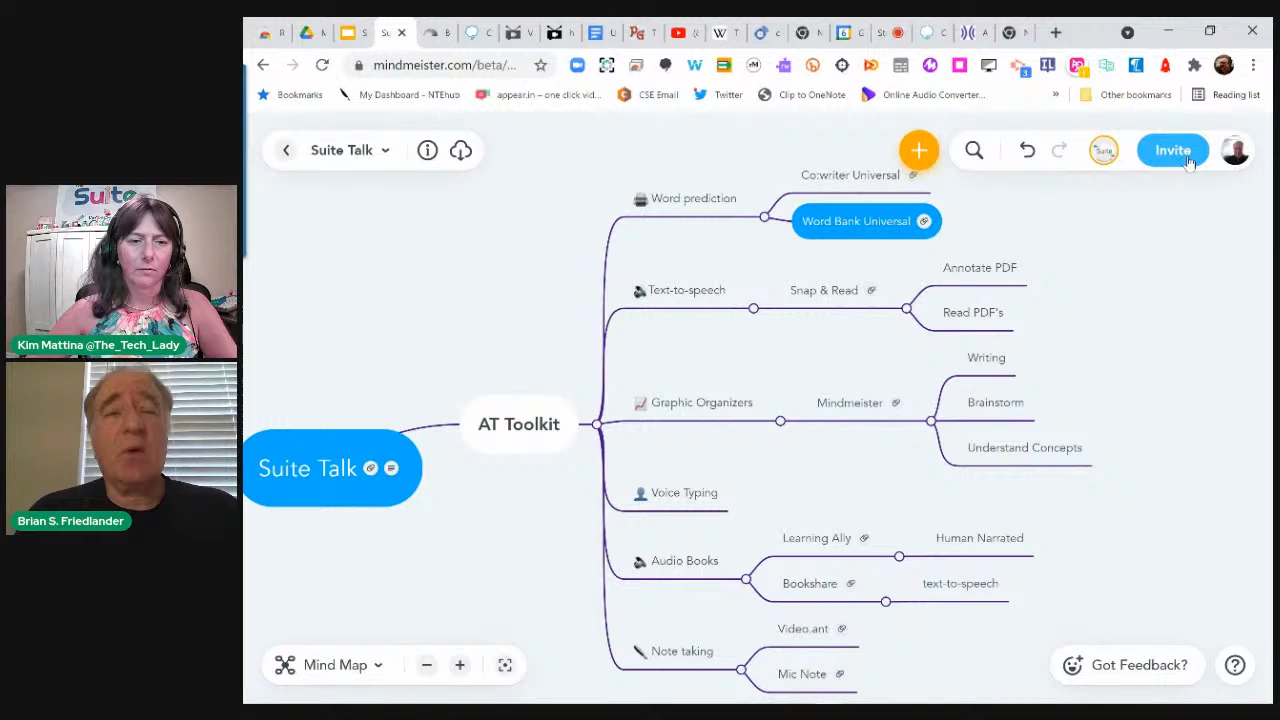 Su
mindmeister.com/beta/...
Bookmarks
My Dashboard - NTEhub
appear.in – one click vid...
CSE Email
Twitter
Clip to OneNote
Online Audio Converter...
»
Other bookmarks
Reading list
Suite Talk
Invite
Word prediction
Co:writer Universal
Word Bank Universal
Text-to-speech
Snap & Read
Annotate PDF
Read PDF's
Graphic Organizers
Mindmeister
Writing
Brainstorm
Understand Concepts
AT Toolkit
Suite Talk
Voice Typing
Audio Books
Learning Ally
Human Narrated
Bookshare
text-to-speech
Note taking
Video.ant
Mic Note
Mind Map
Got Feedback?
Suite
Kim Mattina @The_Tech_Lady
Brian S. Friedlander